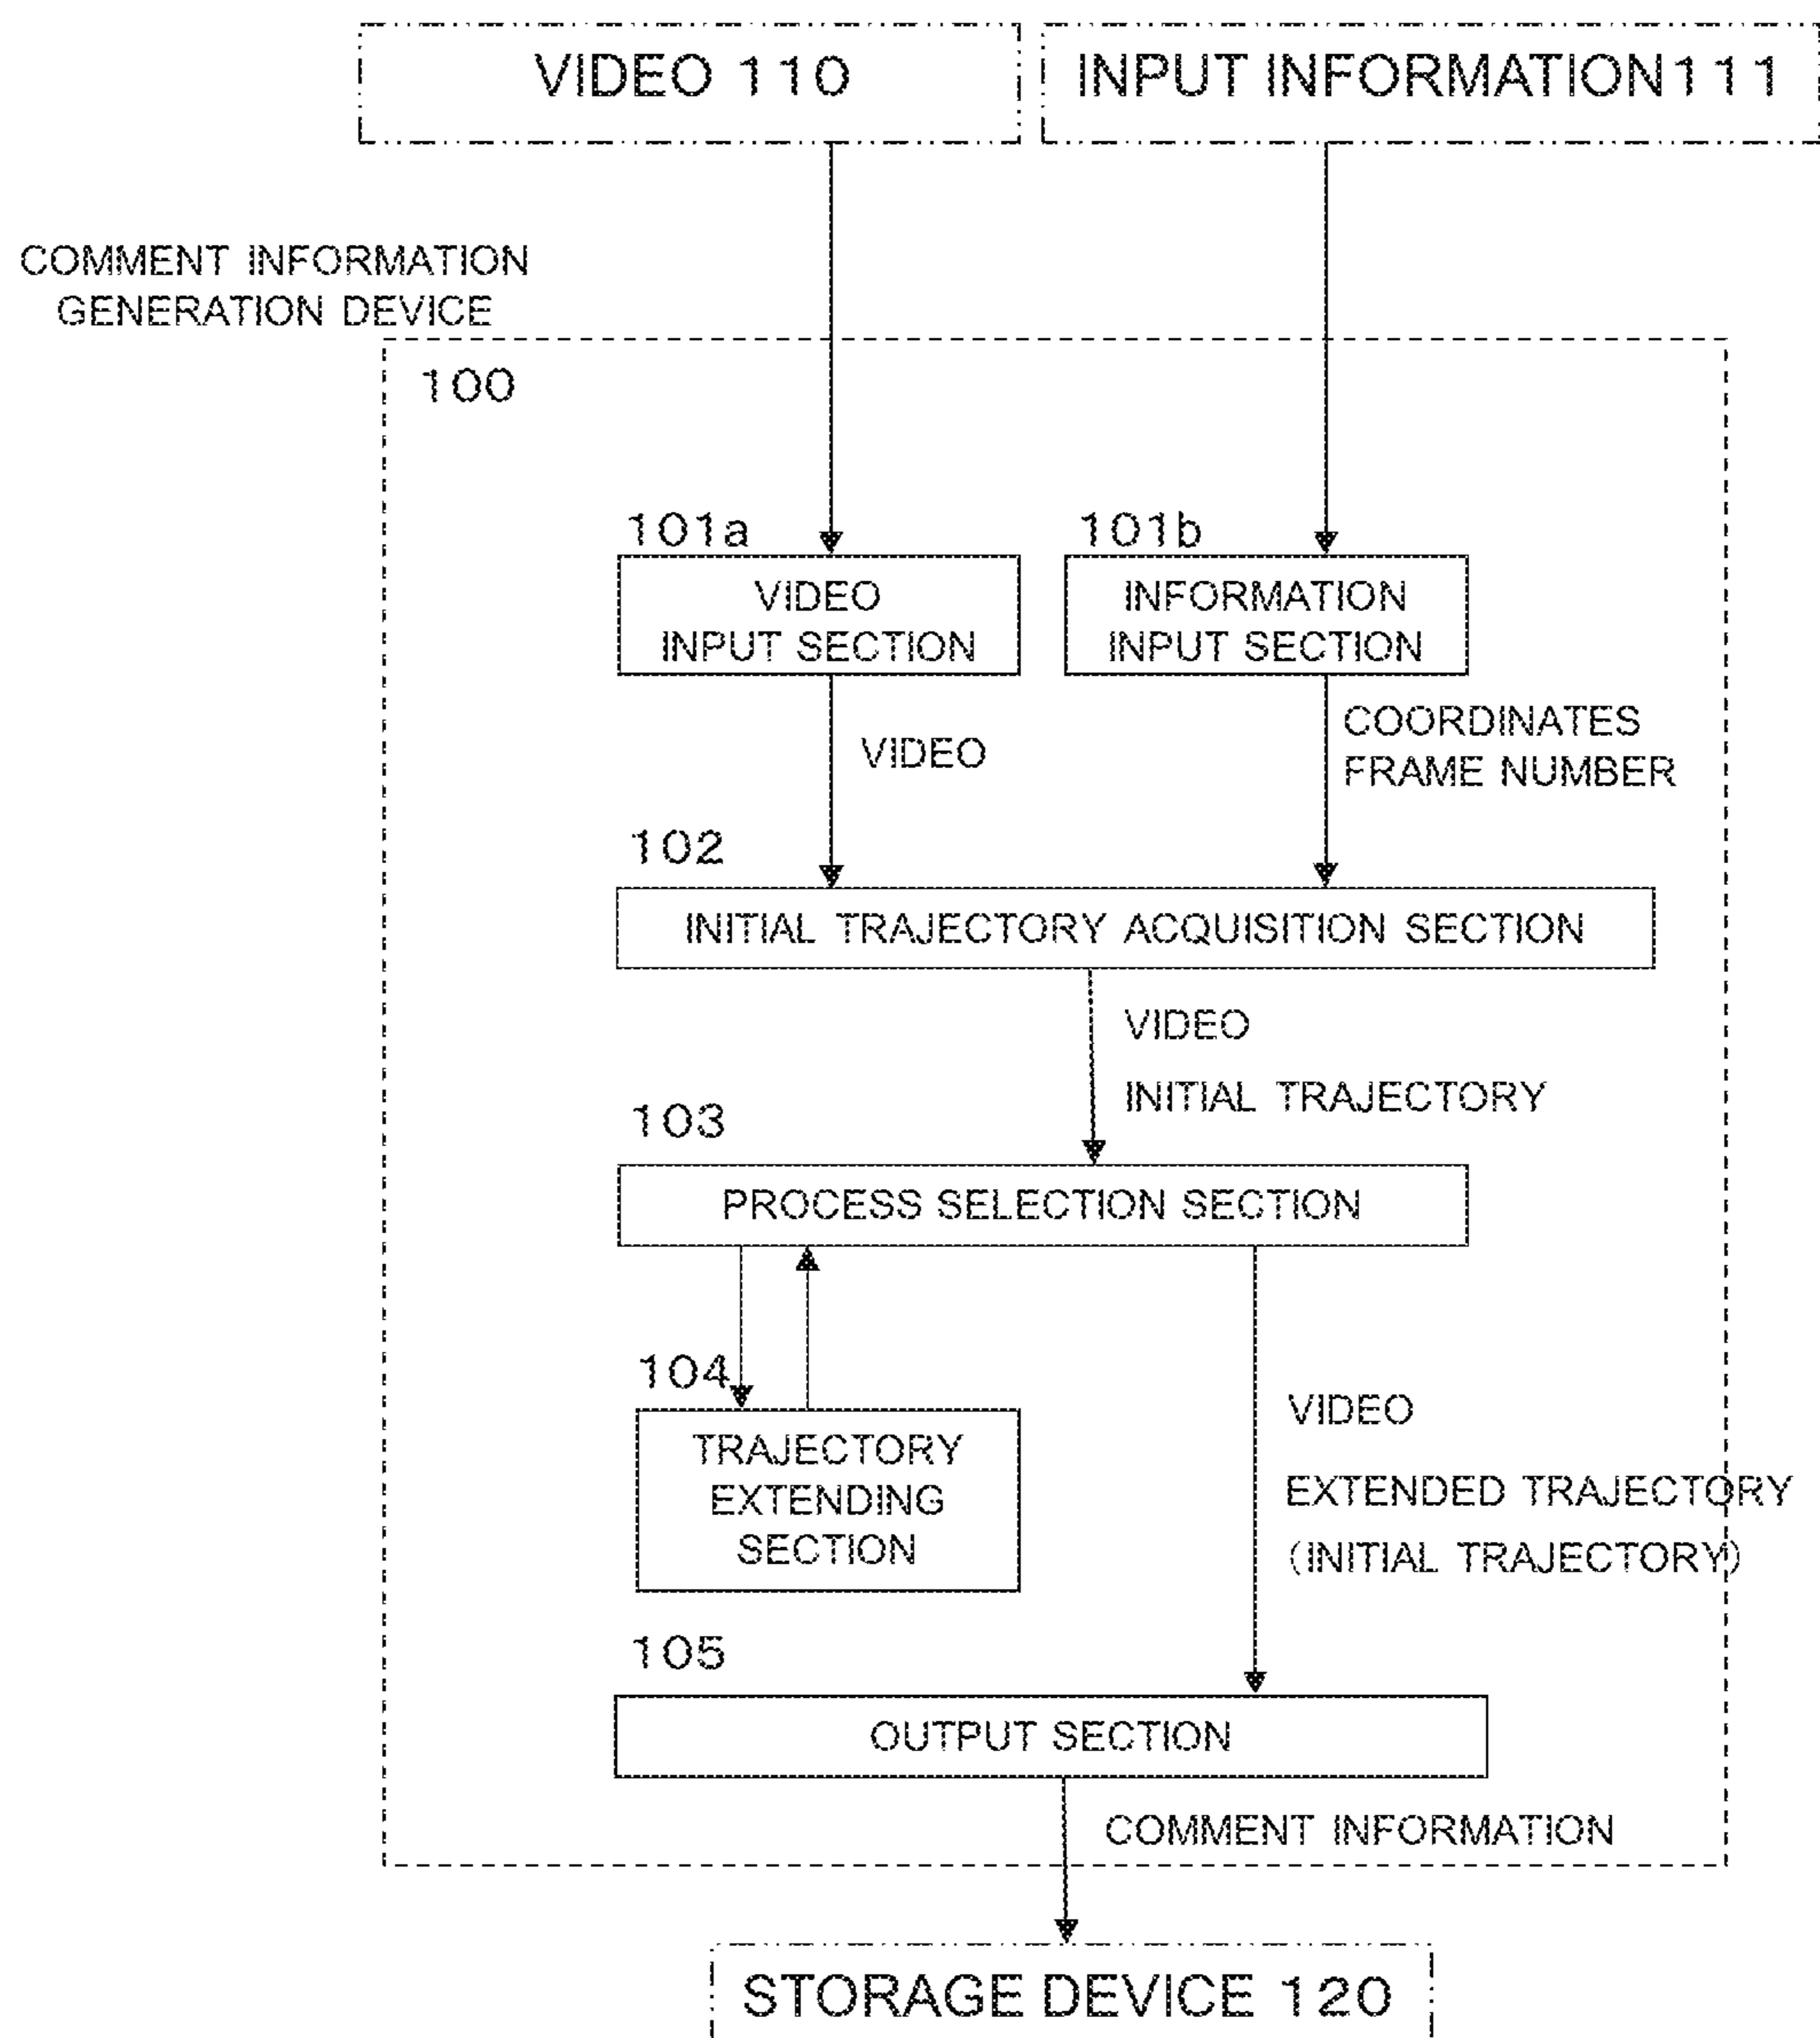 VIDEO 110
INPUT INFORMATION111
COMMENT INFORMATION
GENERATION DEVICE
100
101a
VIDEO
INPUT SECTION
101b
INFORMATION
INPUT SECTION
VIDEO
COORDINATES
FRAME NUMBER
102
INITIAL TRAJECTORY ACQUISITION SECTION
VIDEO
INITIAL TRAJECTORY
103
PROCESS SELECTION SECTION
104
TRAJECTORY
EXTENDING
SECTION
VIDEO
EXTENDED TRAJECTORY
(INITIAL TRAJECTORY)
105
OUTPUT SECTION
COMMENT INFORMATION
STORAGE DEVICE 120